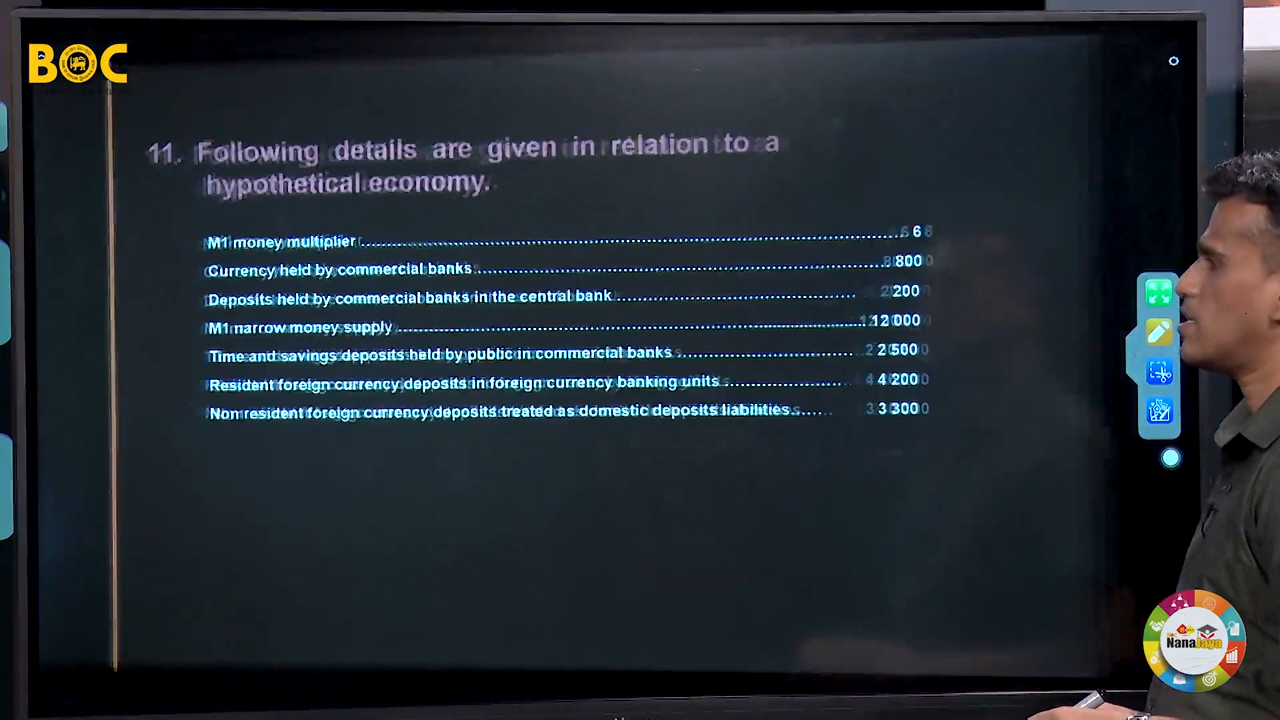 BOC
11. Following details are given in relation to a
hypothetical economy.
M1 money multiplier ........ 6
Currency held by commercial banks ........ 800
Deposits held by commercial banks in the central bank ........ 200
M1 narrow money supply ........ 12 000
Time and savings deposits held by public in commercial banks ........ 2 500
Resident foreign currency deposits in foreign currency banking units ........ 4 200
Non resident foreign currency deposits treated as domestic deposits liabilities ........ 3 300
NanaJaya